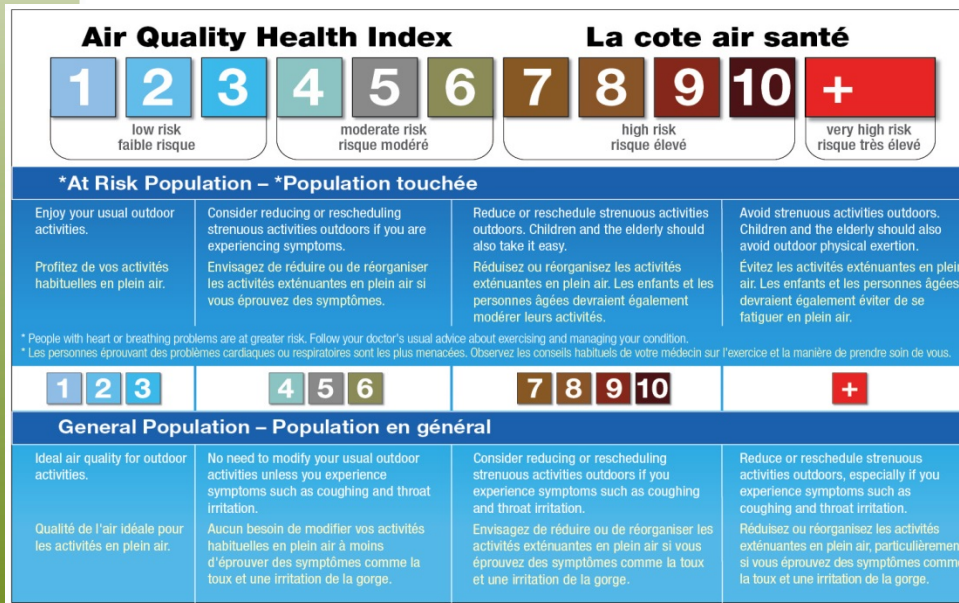 Air Quality Health Index La cote air santé
1 2 3 4 5 6 7 8 9 10 +
low risk
faible risque
moderate risk
risque modéré
high risk
risque élevé
very high risk
risque très élevé
*At Risk Population – *Population touchée
Enjoy your usual outdoor
activities.
Profitez de vos activités
habituelles en plein air.
Consider reducing or rescheduling
strenuous activities outdoors if you are
experiencing symptoms.
Envisagez de réduire ou de réorganiser
les activités exténuantes en plein air si
vous éprouvez des symptômes.
Reduce or reschedule strenuous activities
outdoors. Children and the elderly should
also take it easy.
Réduisez ou réorganisez les activités
exténuantes en plein air. Les enfants et les
personnes âgées devraient également
modérer leurs activités.
Avoid strenuous activities outdoors.
Children and the elderly should also
avoid outdoor physical exertion.
Évitez les activités exténuantes en plein
air. Les enfants et les personnes âgées
devraient également éviter de se
fatiguer en plein air.
* People with heart or breathing problems are at greater risk. Follow your doctor's usual advice about exercising and managing your condition.
* Les personnes éprouvant des problèmes cardiaques ou respiratoires sont les plus menacées. Observez les conseils habituels de votre médecin sur l'exercice et la manière de prendre soin de vous.
1 2 3 4 5 6 7 8 9 10 +
General Population – Population en général
Ideal air quality for outdoor
activities.
Qualité de l'air idéale pour
les activités en plein air.
No need to modify your usual outdoor
activities unless you experience
symptoms such as coughing and throat
irritation.
Aucun besoin de modifier vos activités
habituelles en plein air à moins
d'éprouver des symptômes comme la
toux et une irritation de la gorge.
Consider reducing or rescheduling
strenuous activities outdoors if you
experience symptoms such as coughing
and throat irritation.
Envisagez de réduire ou de réorganiser les
activités exténuantes en plein air si vous
éprouvez des symptômes comme la toux
et une irritation de la gorge.
Reduce or reschedule strenuous
activities outdoors, especially if you
experience symptoms such as
coughing and throat irritation.
Réduisez ou réorganisez les activités
exténuantes en plein air, particulièremen
si vous éprouvez des symptômes comme
la toux et une irritation de la gorge.